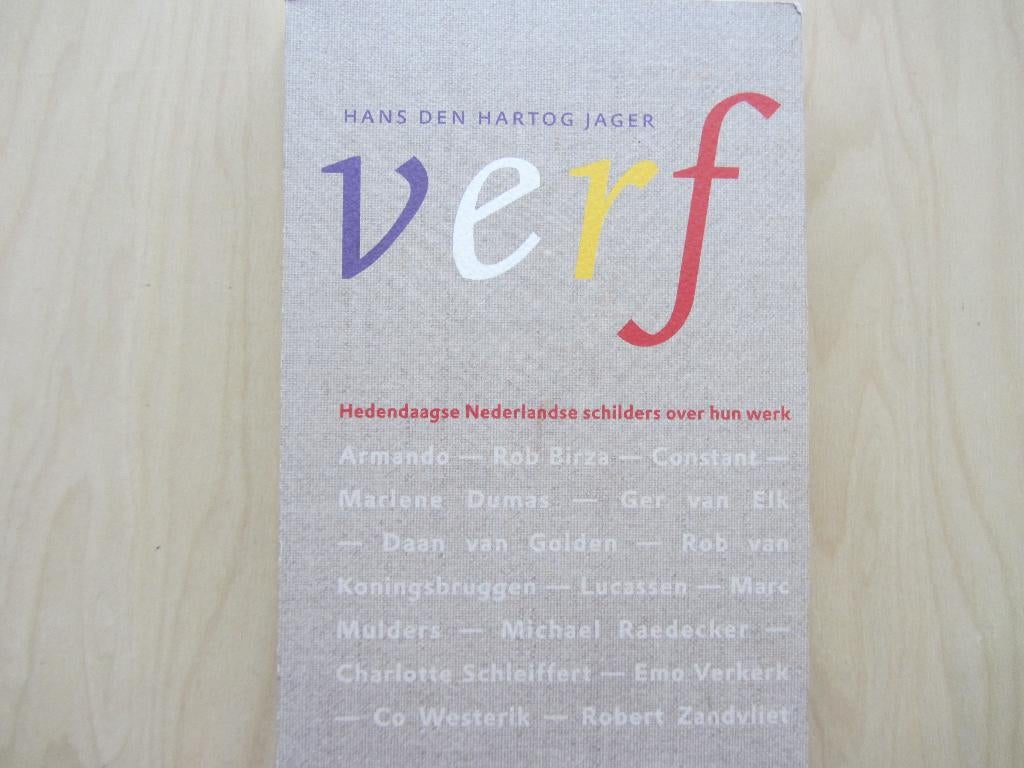 HANS DEN HARTOG JAGER
verf
Hedendaagse Nederlandse schilders over hun werk
Armando — Rob Birza — Constant —
Marlene Dumas — Ger van Elk
— Daan van Golden — Rob van
Koningsbruggen — Lucassen — Marc
Mulders — Michael Raedecker —
Charlotte Schleiffert — Emo Verkerk
— Co Westerik — Robert Zandvliet